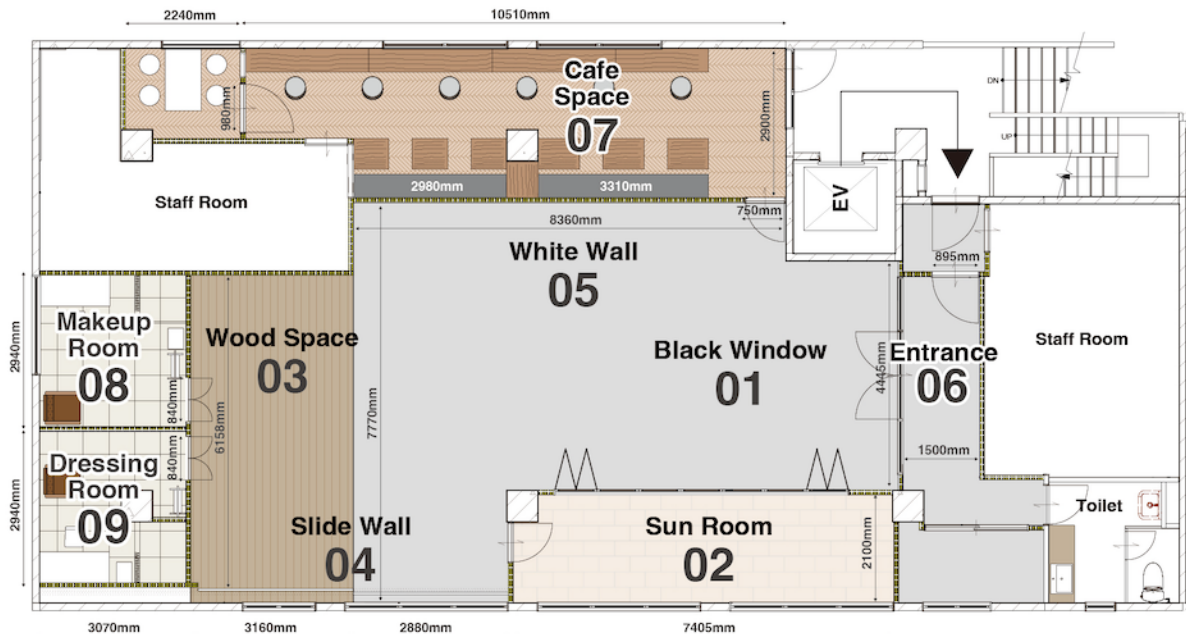 2240mm
10510mm
Cafe
Space
07
DN
UP
980mm
2900mm
2980mm
3310mm
EV
Staff Room
750mm
8360mm
White Wall
05
895mm
Makeup
Room
08
2940mm
840mm
Wood Space
03
6158mm
7770mm
Black Window
01
4445mm
Entrance
06
1500mm
Staff Room
Dressing
Room
09
2940mm
840mm
Slide Wall
04
Sun Room
02
2100mm
Toilet
3070mm
3160mm
2880mm
7405mm